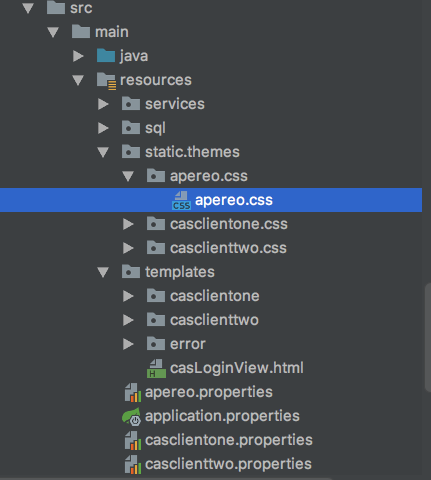 src
main
java
resources
services
sql
static.themes
apereo.css
CSS apereo.css
casclientone.css
casclienttwo.css
templates
casclientone
casclienttwo
error
H casLoginView.html
apereo.properties
application.properties
casclientone.properties
casclienttwo.properties